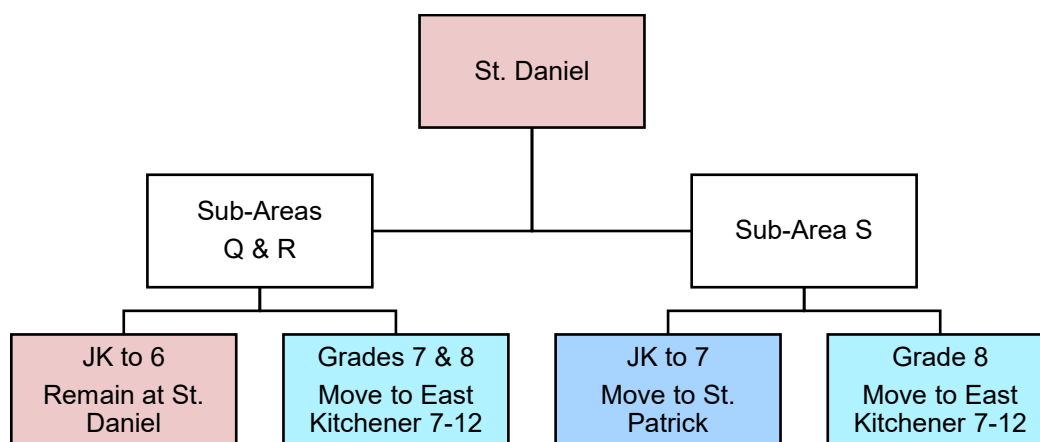 St. Daniel
Sub-Areas
Q & R
Sub-Area S
JK to 6
Remain at St.
Daniel
Grades 7 & 8
Move to East
Kitchener 7-12
JK to 7
Move to St.
Patrick
Grade 8
Move to East
Kitchener 7-12